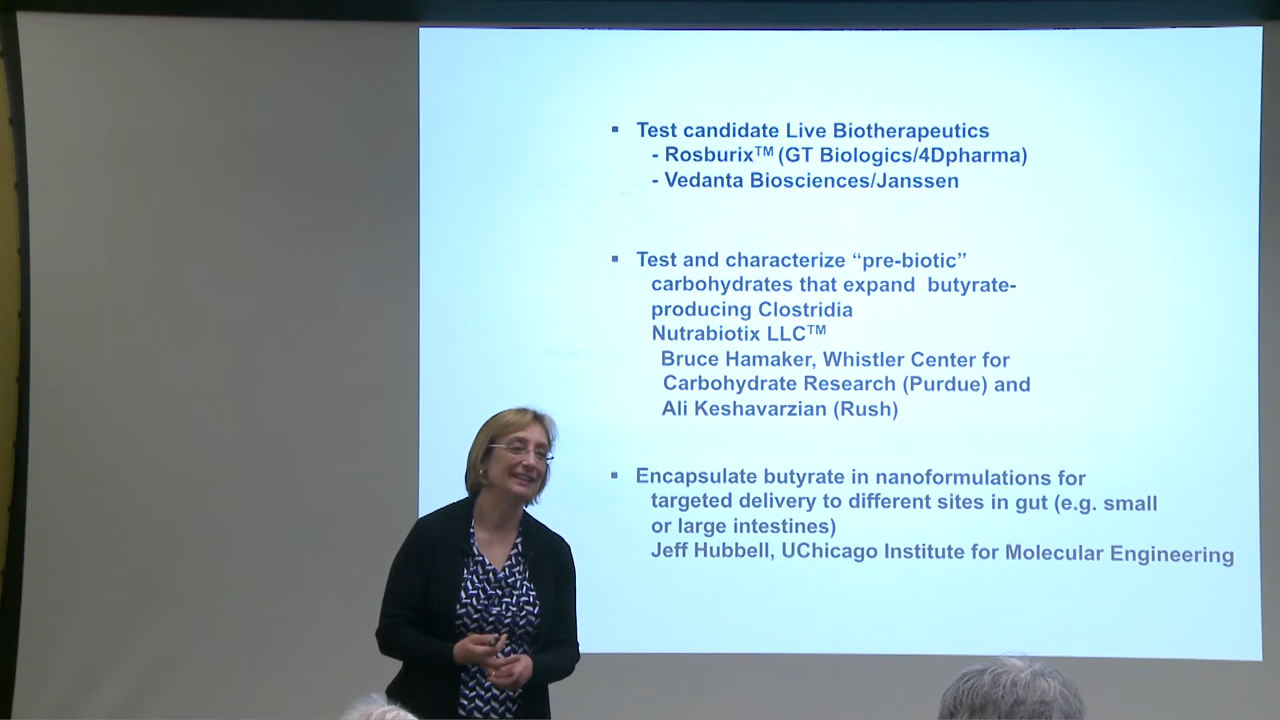 ▪ Test candidate Live Biotherapeutics
- Rosburix™ (GT Biologics/4Dpharma)
- Vedanta Biosciences/Janssen
▪ Test and characterize “pre-biotic”
carbohydrates that expand butyrate-
producing Clostridia
Nutrabiotix LLC™
Bruce Hamaker, Whistler Center for
Carbohydrate Research (Purdue) and
Ali Keshavarzian (Rush)
▪ Encapsulate butyrate in nanoformulations for
targeted delivery to different sites in gut (e.g. small
or large intestines)
Jeff Hubbell, UChicago Institute for Molecular Engineering